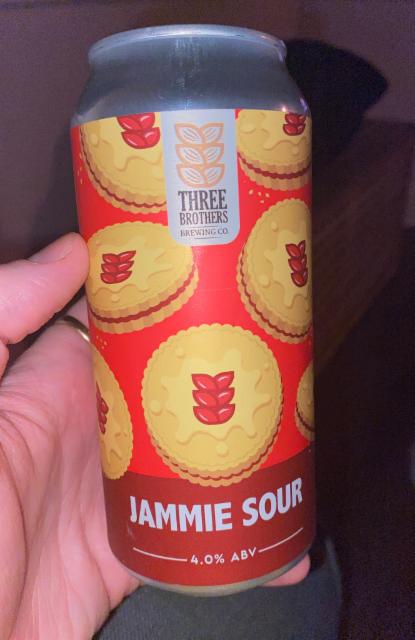 THREE
BROTHERS
BREWING CO.
JAMMIE SOUR
4.0% ABV